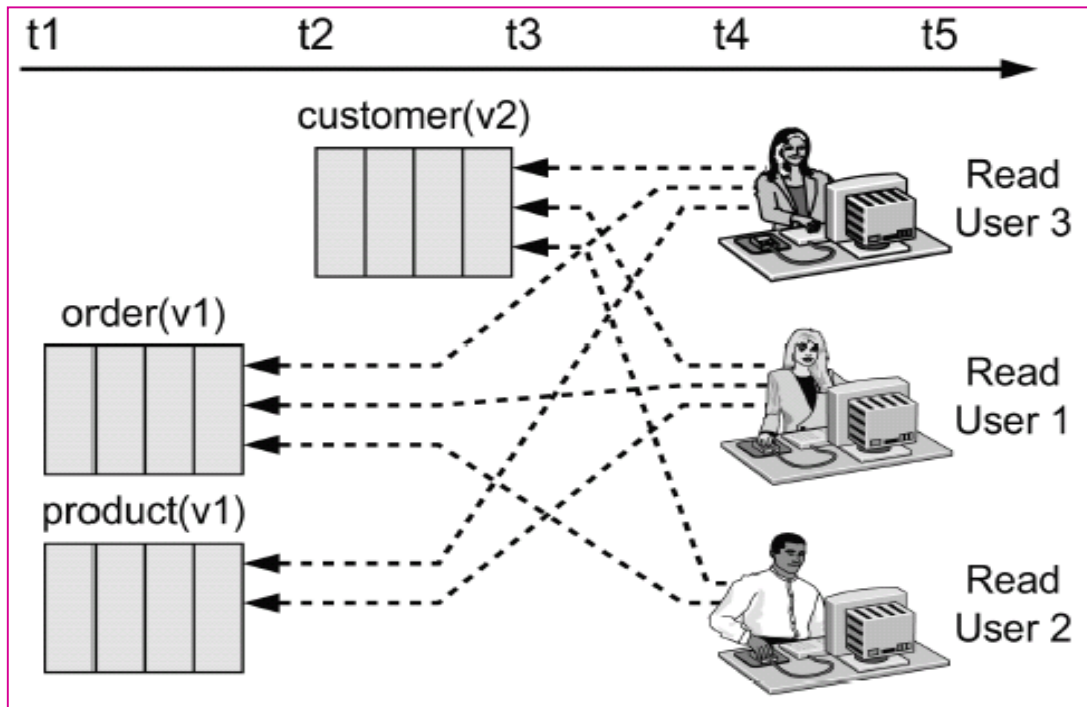 t1 t2 t3 t4 t5
customer(v2)
Read
User 3
order(v1)
Read
User 1
product(v1)
Read
User 2